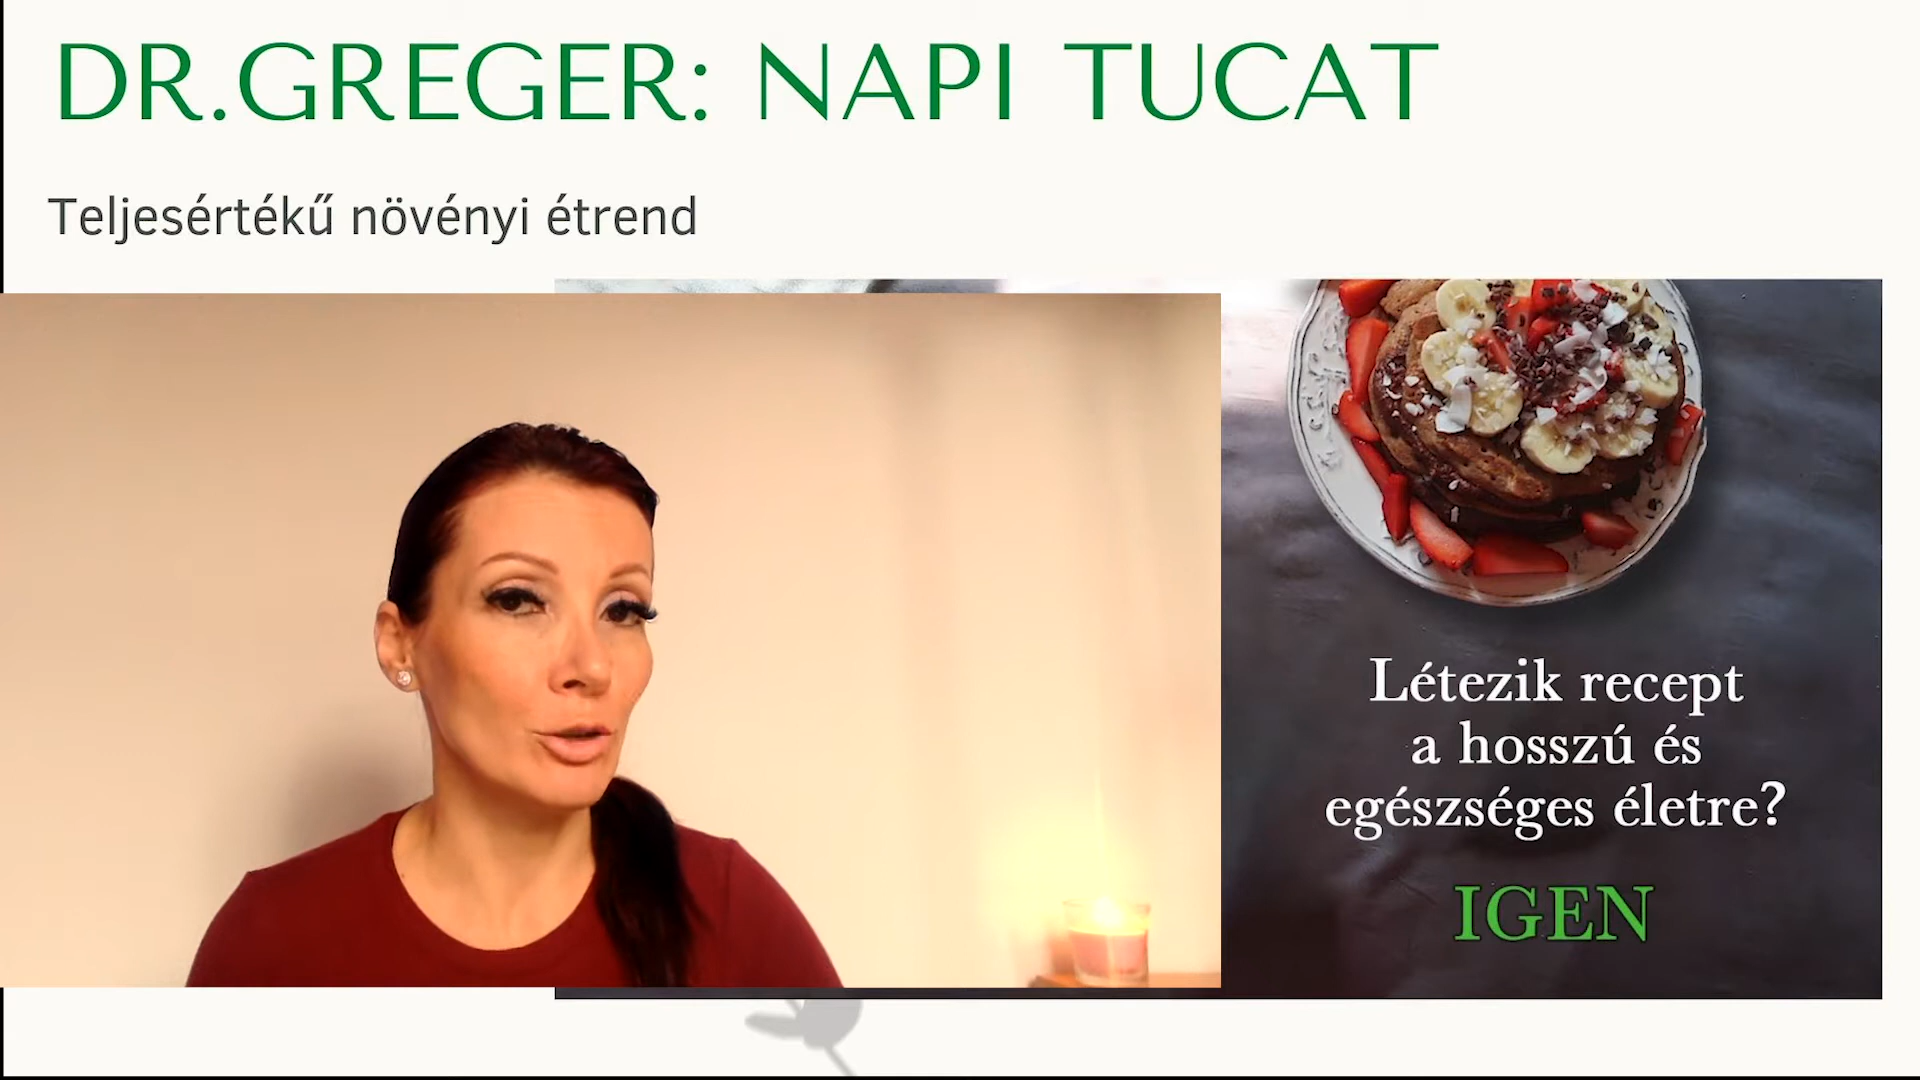 DR.GREGER: NAPI TUCAT
Teljesértékű növényi étrend
Létezik recept
a hosszú és
egészséges életre?
IGEN